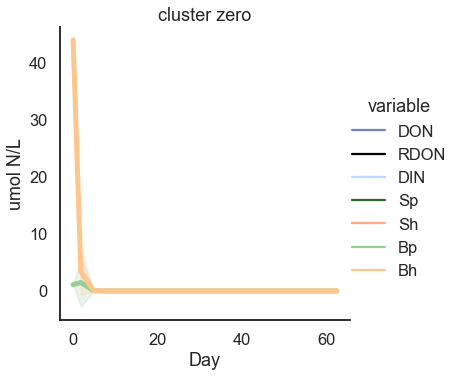 cluster zero
umol N/L
40
30
20
10
0
0
20
40
60
Day
variable
DON
RDON
DIN
Sp
Sh
Bp
Bh